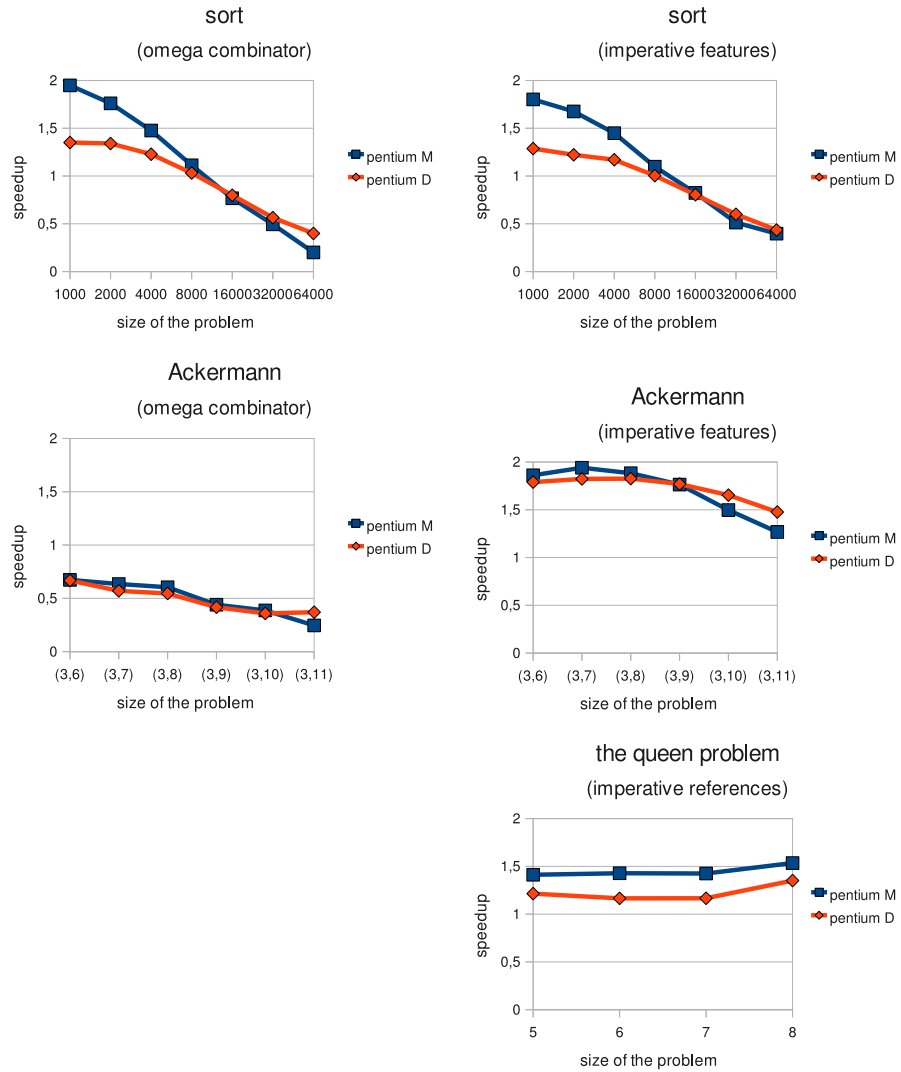 sort
(omega combinator)
2
1,5
1
0,5
0
speedup
1000 2000 4000 8000 16000 32000 64000
size of the problem
pentium M
pentium D
sort
(imperative features)
2
1,5
1
0,5
0
speedup
1000 2000 4000 8000 16000 32000 64000
size of the problem
pentium M
pentium D
Ackermann
(omega combinator)
2
1,5
1
0,5
0
speedup
(3,6) (3,7) (3,8) (3,9) (3,10) (3,11)
size of the problem
pentium M
pentium D
Ackermann
(imperative features)
2
1,5
1
0,5
0
speedup
(3,6) (3,7) (3,8) (3,9) (3,10) (3,11)
size of the problem
pentium M
pentium D
the queen problem
(imperative references)
2
1,5
1
0,5
0
speedup
5 6 7 8
size of the problem
pentium M
pentium D